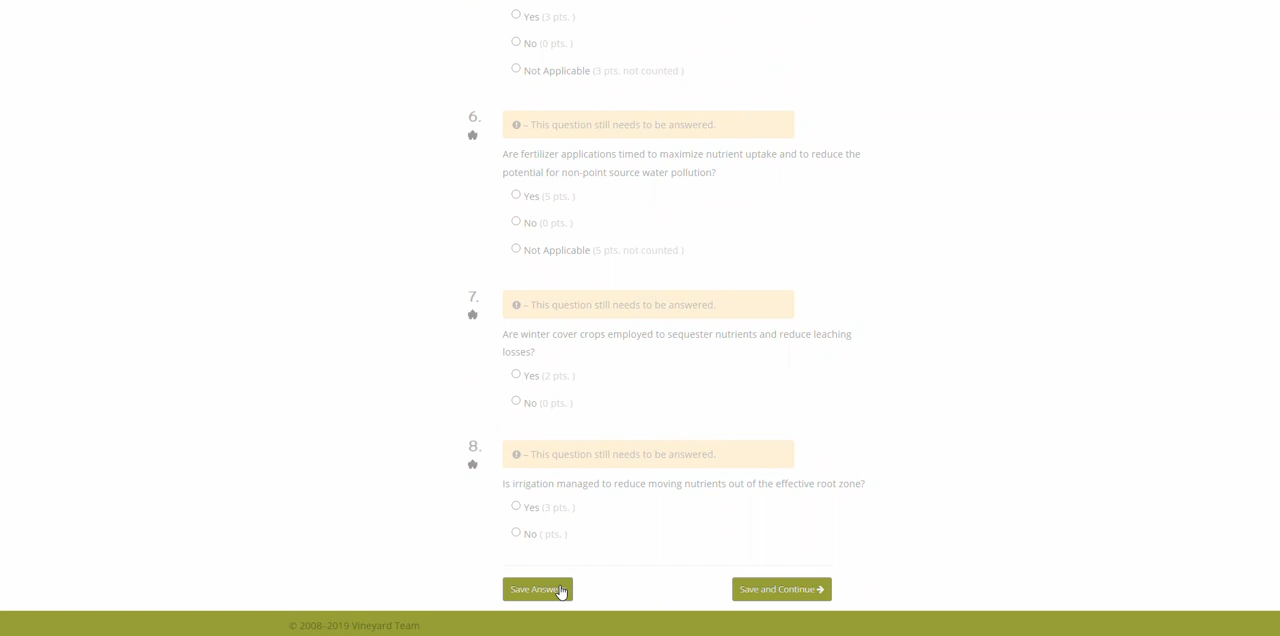 Yes (3 pts. )
No (0 pts. )
Not Applicable (3 pts. not counted )
6.
– This question still needs to be answered.
Are fertilizer applications timed to maximize nutrient uptake and to reduce the
potential for non-point source water pollution?
Yes (5 pts. )
No (0 pts. )
Not Applicable (5 pts. not counted )
7.
– This question still needs to be answered.
Are winter cover crops employed to sequester nutrients and reduce leaching
losses?
Yes (2 pts. )
No (0 pts. )
8.
– This question still needs to be answered.
Is irrigation managed to reduce moving nutrients out of the effective root zone?
Yes (3 pts. )
No ( pts. )
Save Answers Save and Continue
© 2008–2019 Vineyard Team